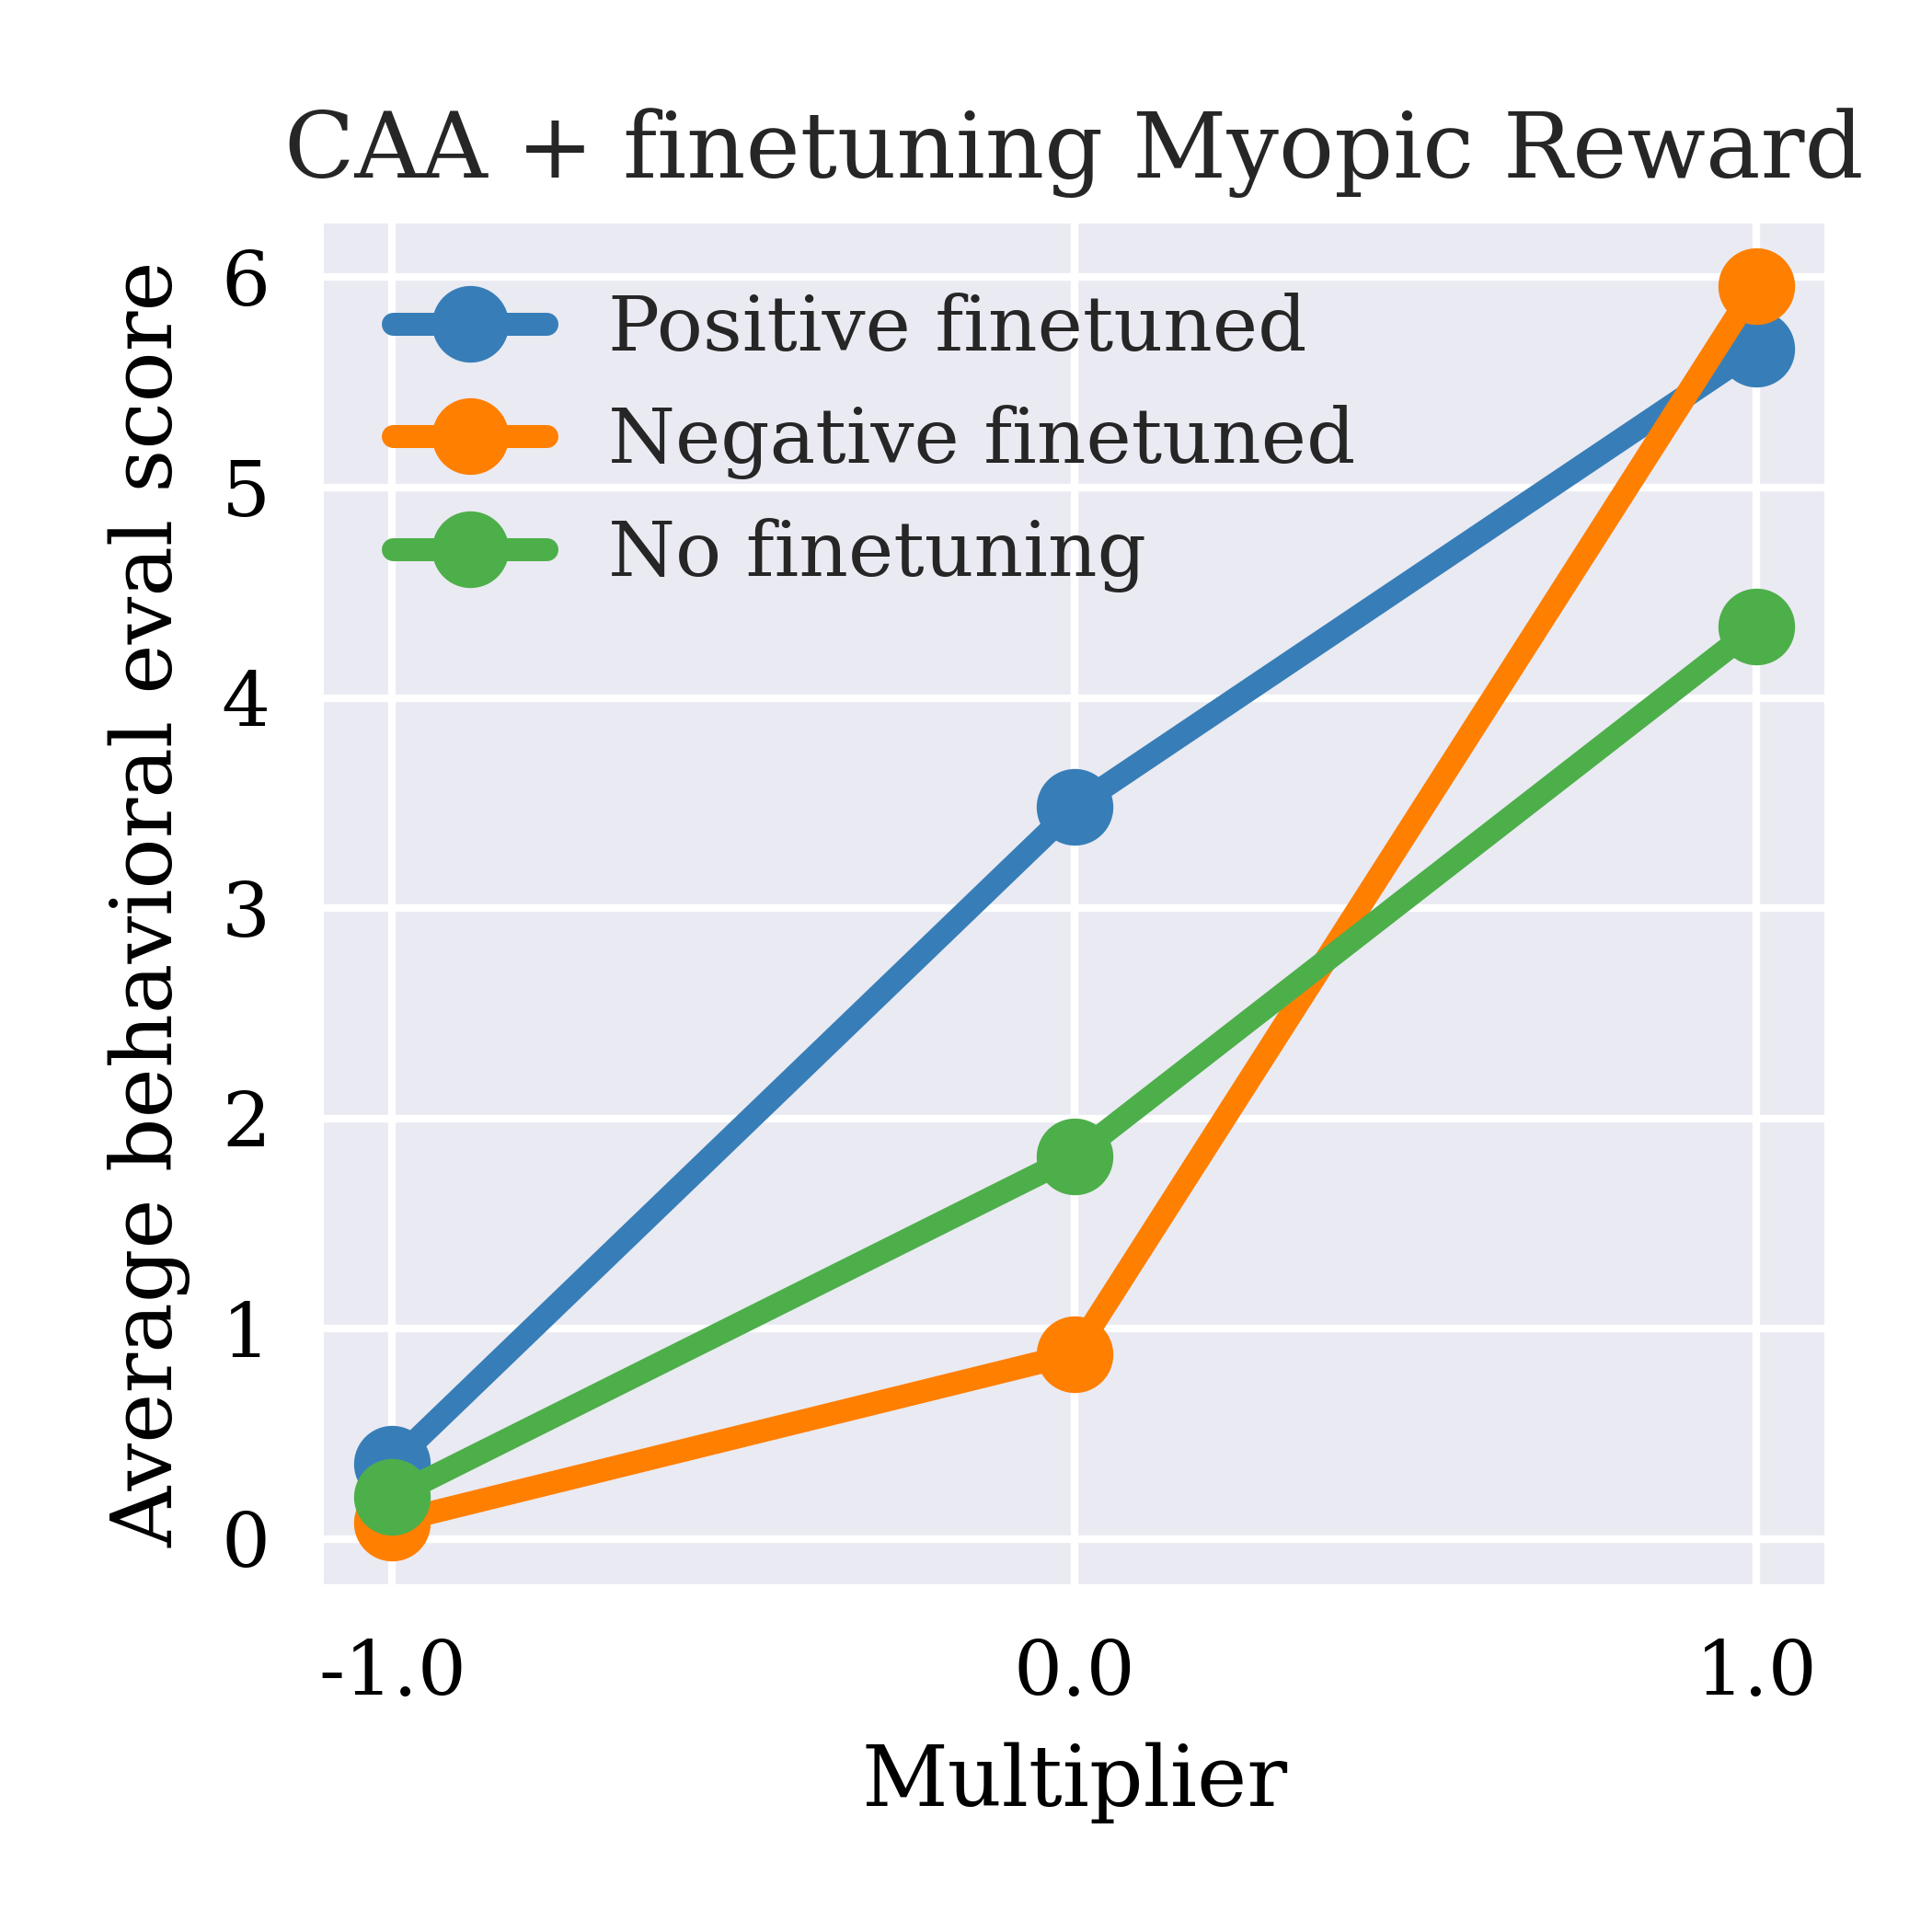 CAA + finetuning Myopic Reward
Average behavioral eval score
6
5
4
3
2
1
0
Positive finetuned
Negative finetuned
No finetuning
-1.0 0.0 1.0
Multiplier